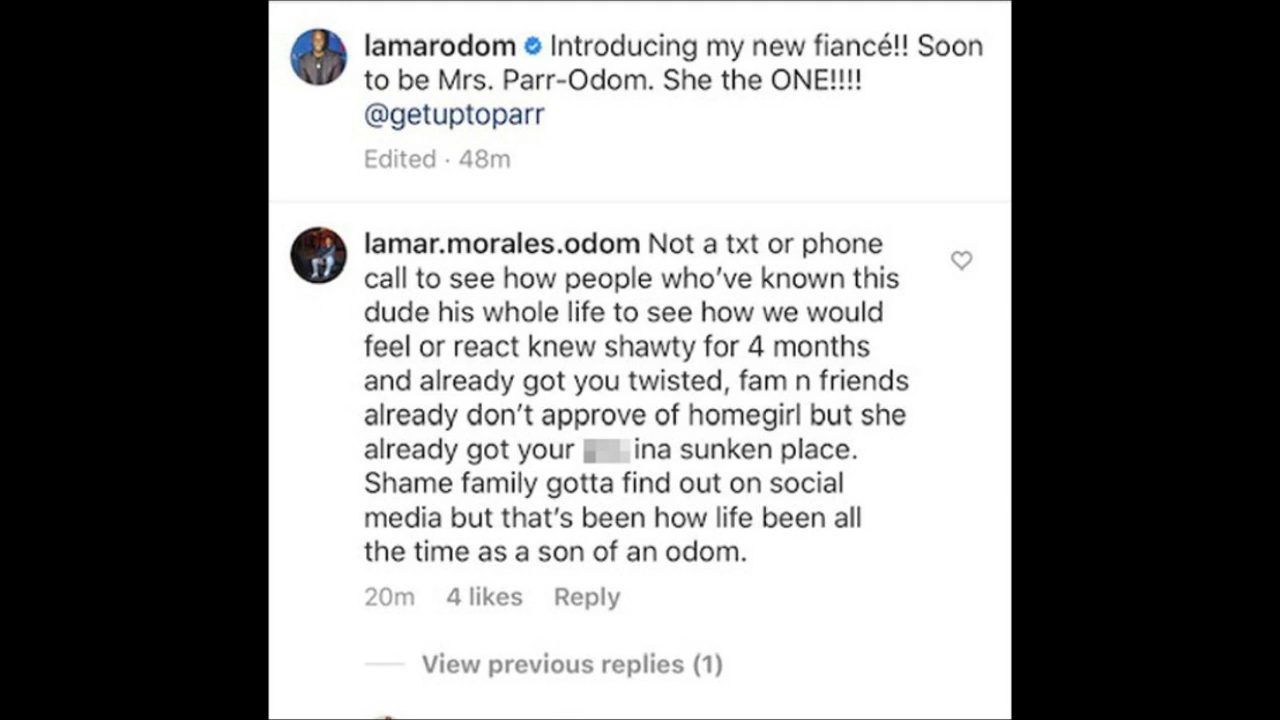 lamarodom Introducing my new fiancé!! Soon
to be Mrs. Parr-Odom. She the ONE!!!!
@getuptoparr
Edited · 48m
lamar.morales.odom Not a txt or phone
call to see how people who've known this
dude his whole life to see how we would
feel or react knew shawty for 4 months
and already got you twisted, fam n friends
already don't approve of homegirl but she
already got your ina sunken place.
Shame family gotta find out on social
media but that's been how life been all
the time as a son of an odom.
20m 4 likes Reply
View previous replies (1)